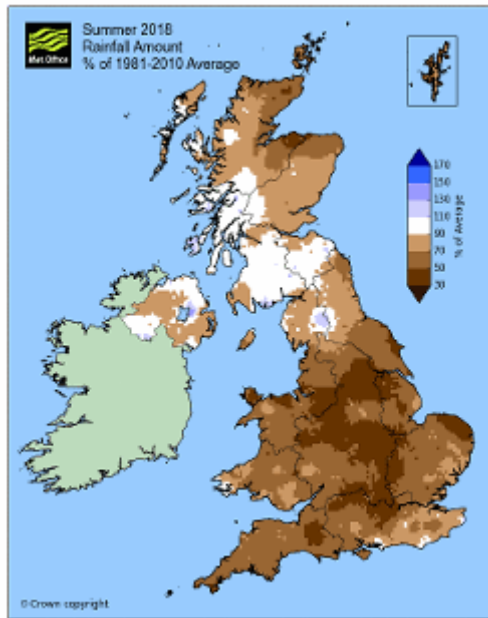 Summer 2018
Rainfall Amount
% of 1981-2010 Average
Met Office
170
150
130
110
90
70
50
30
% of Average
© Crown copyright